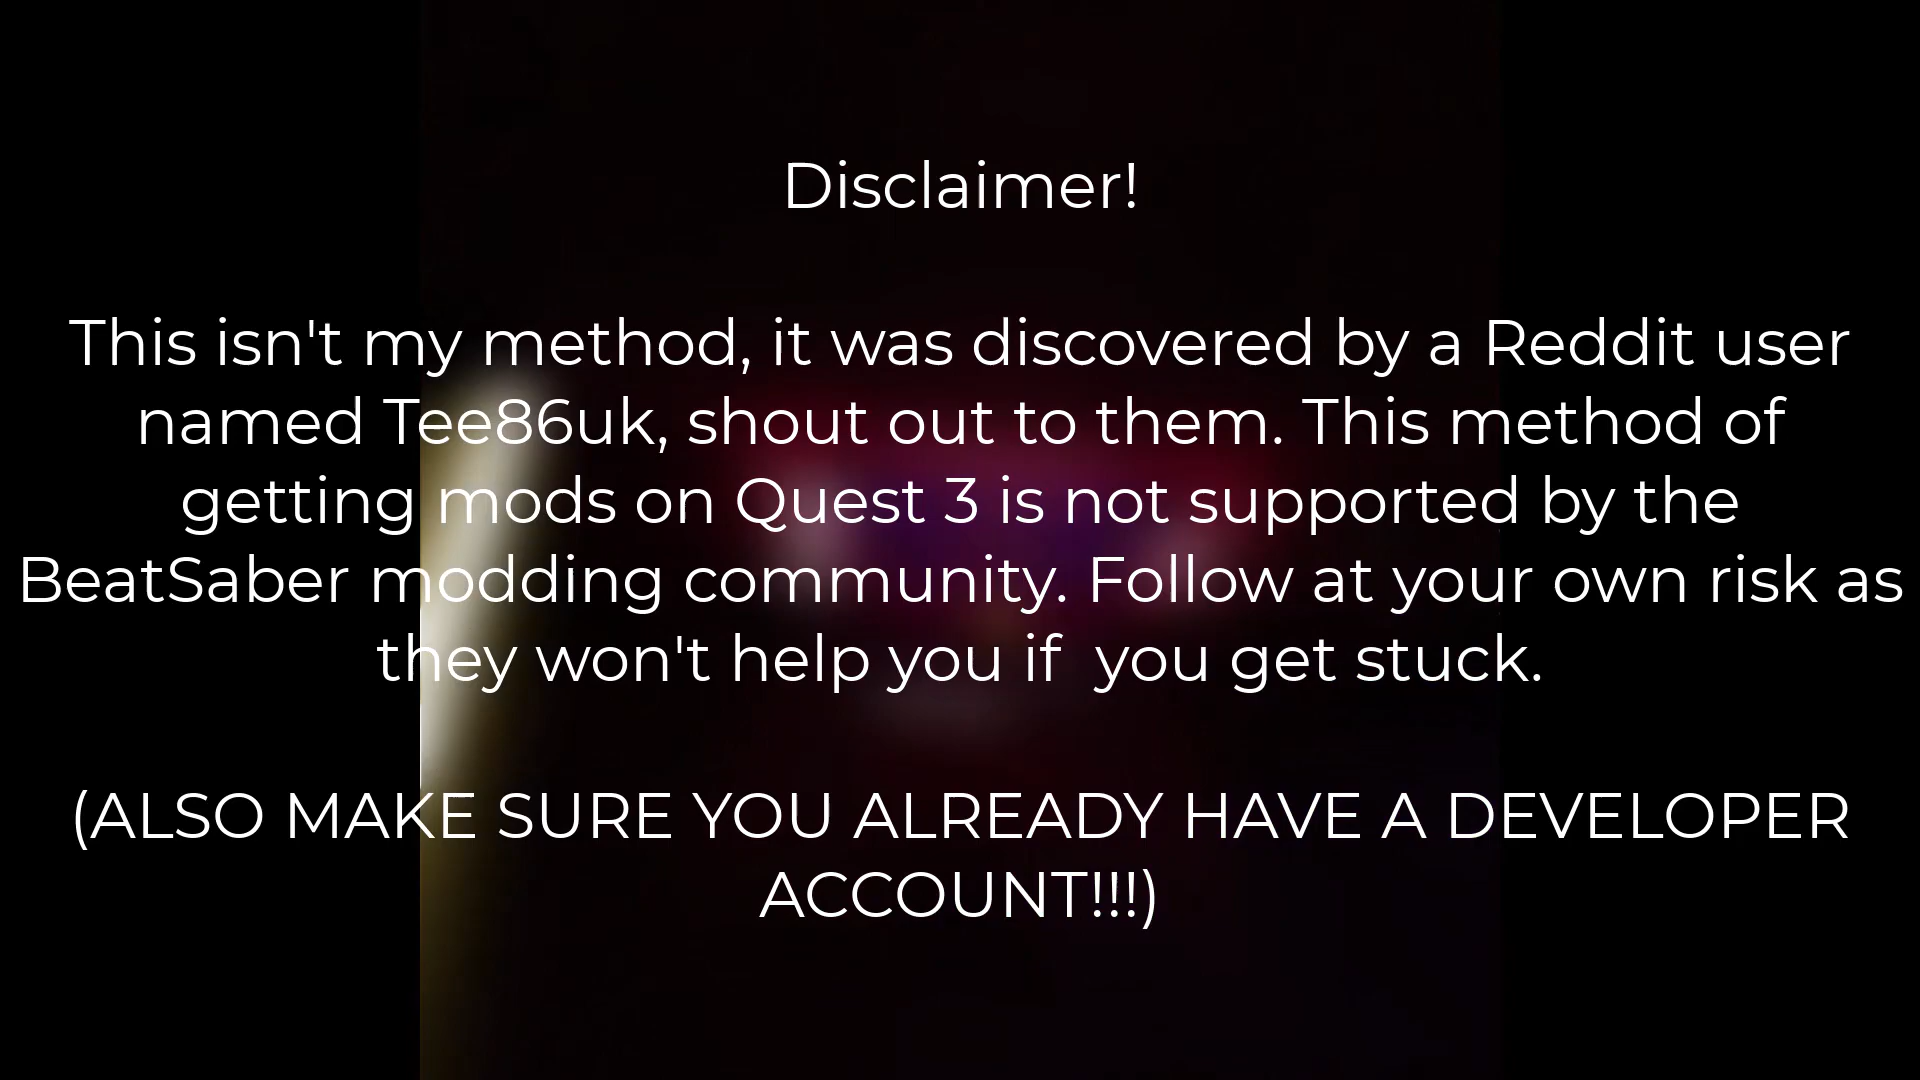 Disclaimer!
This isn't my method, it was discovered by a Reddit user
named Tee86uk, shout out to them. This method of
getting mods on Quest 3 is not supported by the
BeatSaber modding community. Follow at your own risk as
they won't help you if  you get stuck.
(ALSO MAKE SURE YOU ALREADY HAVE A DEVELOPER
ACCOUNT!!!)